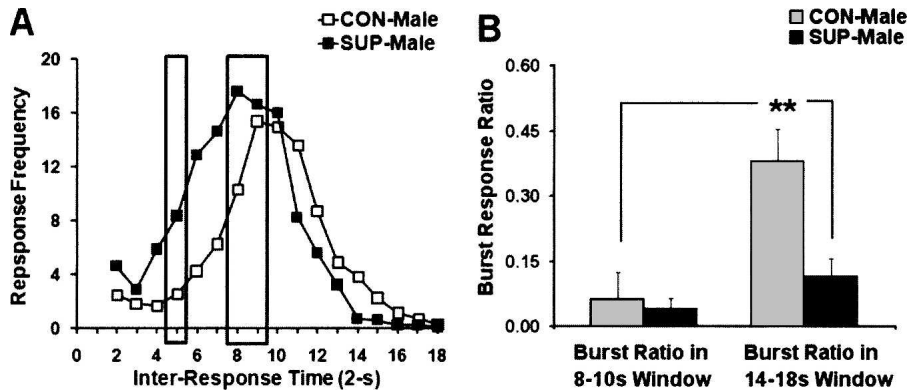 A
CON-Male
SUP-Male
Repsponse Frequency
20
16
12
8
4
0
0 2 4 6 8 10 12 14 16 18
Inter-Response Time (2-s)
B
CON-Male
SUP-Male
Burst Response Ratio
0.60
0.45
0.30
0.15
0.00
**
Burst Ratio in
8-10s Window
Burst Ratio in
14-18s Window